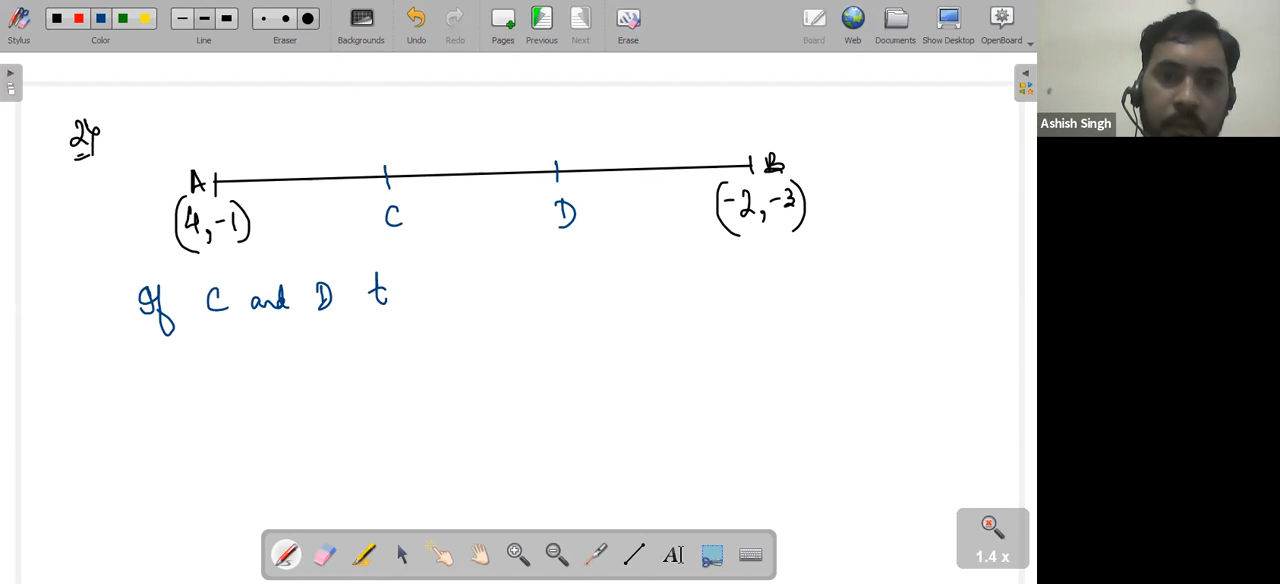 Stylus Color Line Eraser Backgrounds Undo Redo Pages Previous Next Erase Board Web Documents Show Desktop OpenBoard
Ashish Singh
24
A B
(4, -1) C D (-2, -3)
If C and D t
1.4 x